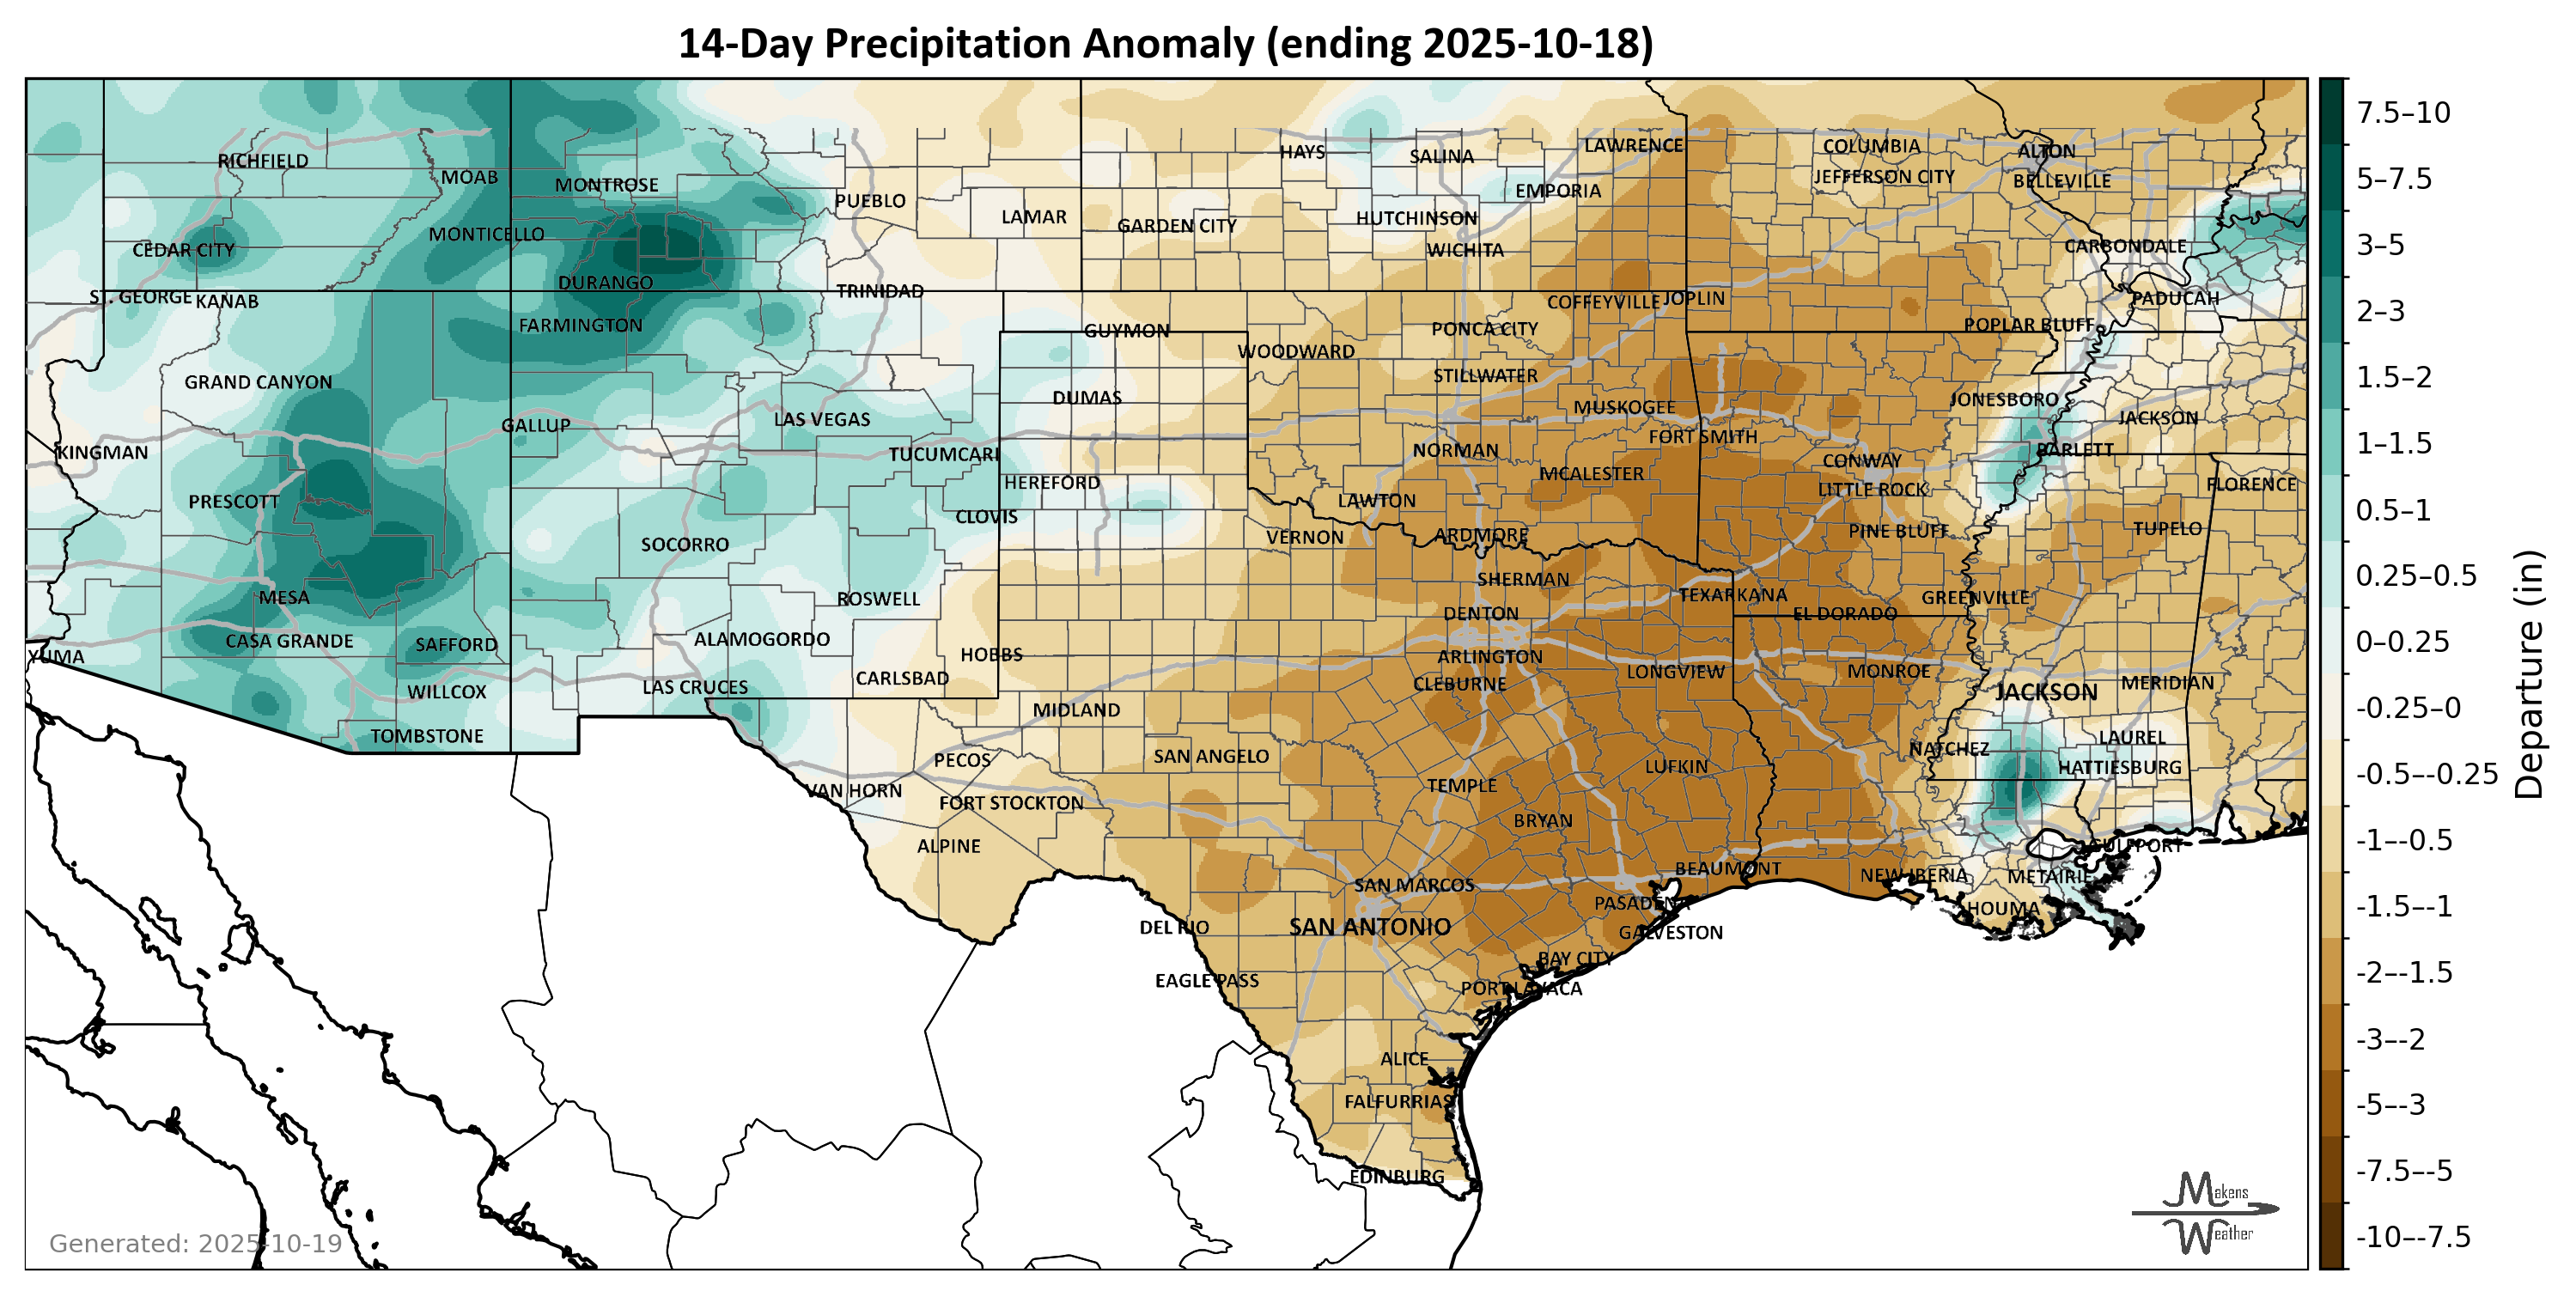 14-Day Precipitation Anomaly (ending 2025-10-18)
RICHFIELD
MOAB
MONTROSE
PUEBLO
LAMAR
HAYS
SALINA
LAWRENCE
EMPORIA
COLUMBIA
JEFFERSON CITY
ALTON
BELLEVILLE
GARDEN CITY
HUTCHINSON
WICHITA
CEDAR CITY
MONTICELLO
CARBONDALE
DURANGO
ST. GEORGE
KANAB
TRINIDAD
COFFEYVILLE
JOPLIN
PADUCAH
FARMINGTON
GUYMON
PONCA CITY
POPLAR BLUFF
WOODWARD
STILLWATER
GRAND CANYON
DUMAS
MUSKOGEE
JONESBORO
JACKSON
GALLUP
LAS VEGAS
FORT SMITH
KINGMAN
TUCUMCARI
NORMAN
MCALESTER
CONWAY
BARLETT
HEREFORD
LITTLE ROCK
FLORENCE
PRESCOTT
CLOVIS
LAWTON
PINE BLUFF
TUPELO
SOCORRO
VERNON
ARDMORE
SHERMAN
MESA
ROSWELL
TEXARKANA
GREENVILLE
DENTON
EL DORADO
CASA GRANDE
SAFFORD
ALAMOGORDO
YUMA
HOBBS
ARLINGTON
LONGVIEW
MONROE
CARLSBAD
CLEBURNE
WILLCOX
LAS CRUCES
JACKSON
MERIDIAN
MIDLAND
TOMBSTONE
LAUREL
NATCHEZ
PECOS
SAN ANGELO
LUFKIN
HATTIESBURG
VAN HORN
FORT STOCKTON
TEMPLE
BRYAN
ALPINE
GULFPORT
BEAUMONT
SAN MARCOS
NEW IBERIA
METAIRIE
PASADENA
HOUMA
DEL RIO
SAN ANTONIO
GALVESTON
BAY CITY
EAGLE PASS
PORT LAVACA
ALICE
FALFURRIAS
EDINBURG
Generated: 2025-10-19
Makens
Weather
7.5–10
5–7.5
3–5
2–3
1.5–2
1–1.5
0.5–1
0.25–0.5
0–0.25
-0.25–0
-0.5–-0.25
-1–-0.5
-1.5–-1
-2–-1.5
-3–-2
-5–-3
-7.5–-5
-10–-7.5
Departure (in)